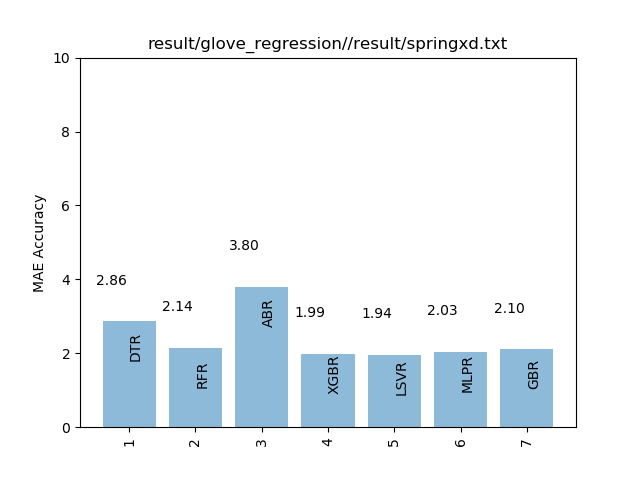 result/glove_regression//result/springxd.txt
MAE Accuracy
10
8
6
4
2
0
2.86
2.14
3.80
1.99
1.94
2.03
2.10
DTR
RFR
ABR
XGBR
LSVR
MLPR
GBR
1
2
3
4
5
6
7